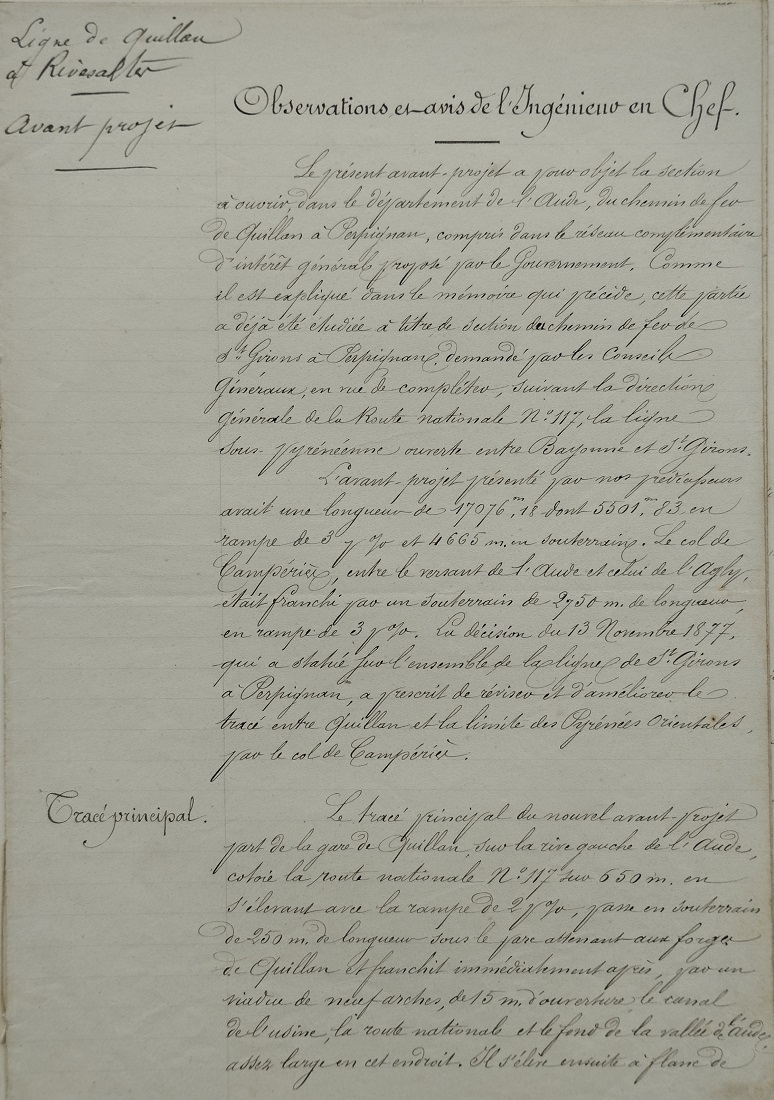 Ligne de Quillan
à Rivesaltes
Avant projet
Observations et avis de l'Ingénieur en Chef.
Le présent avant-projet a pour objet la section
à ouvrir, dans le département de l'Aude, du chemin de fer
de Quillan à Perpignan, compris dans le réseau complémentaire
d'intérêt général proposé par le Gouvernement. Comme
il est expliqué dans le mémoire qui précède, cette partie
a déjà été étudiée à titre de section du chemin de fer de
St Girons à Perpignan, demandé par les Conseils
Généraux, en vue de compléter, suivant la direction
générale de la Route nationale No 117, la ligne
sous-pyrénéenne ouverte entre Bayonne et St Girons.
L'avant-projet présenté par nos prédécesseurs
avait une longueur de 17076m,18 dont 5501m,83 en
rampe de 3 p % et 4665 m. en souterrain. Le col de
Campérièx, entre le versant de l'Aude et celui de l'Agly,
était franchi par un souterrain de 2750 m. de longueur,
en rampe de 3 p %. La décision du 13 Novembre 1877,
qui a statué sur l'ensemble de la ligne de St Girons
à Perpignan, a prescrit de réviser et d'améliorer le
tracé entre Quillan et la limite des Pyrénées Orientales,
par le col de Campérièx.
Tracé principal.
Le tracé principal du nouvel avant-projet
part de la gare de Quillan, sur la rive gauche de l'Aude,
cotoie la route nationale No 117 sur 650 m. en
s'élevant avec la rampe de 2 p %, passe en souterrain
de 250 m. de longueur sous le parc attenant aux forges
de Quillan et franchit immédiatement après, par un
viaduc de neuf arches, de 15 m. d'ouverture le canal
de l'usine, la route nationale et le fond de la vallée de l'Aude,
assez large en cet endroit. Il s'élève ensuite à flanc de